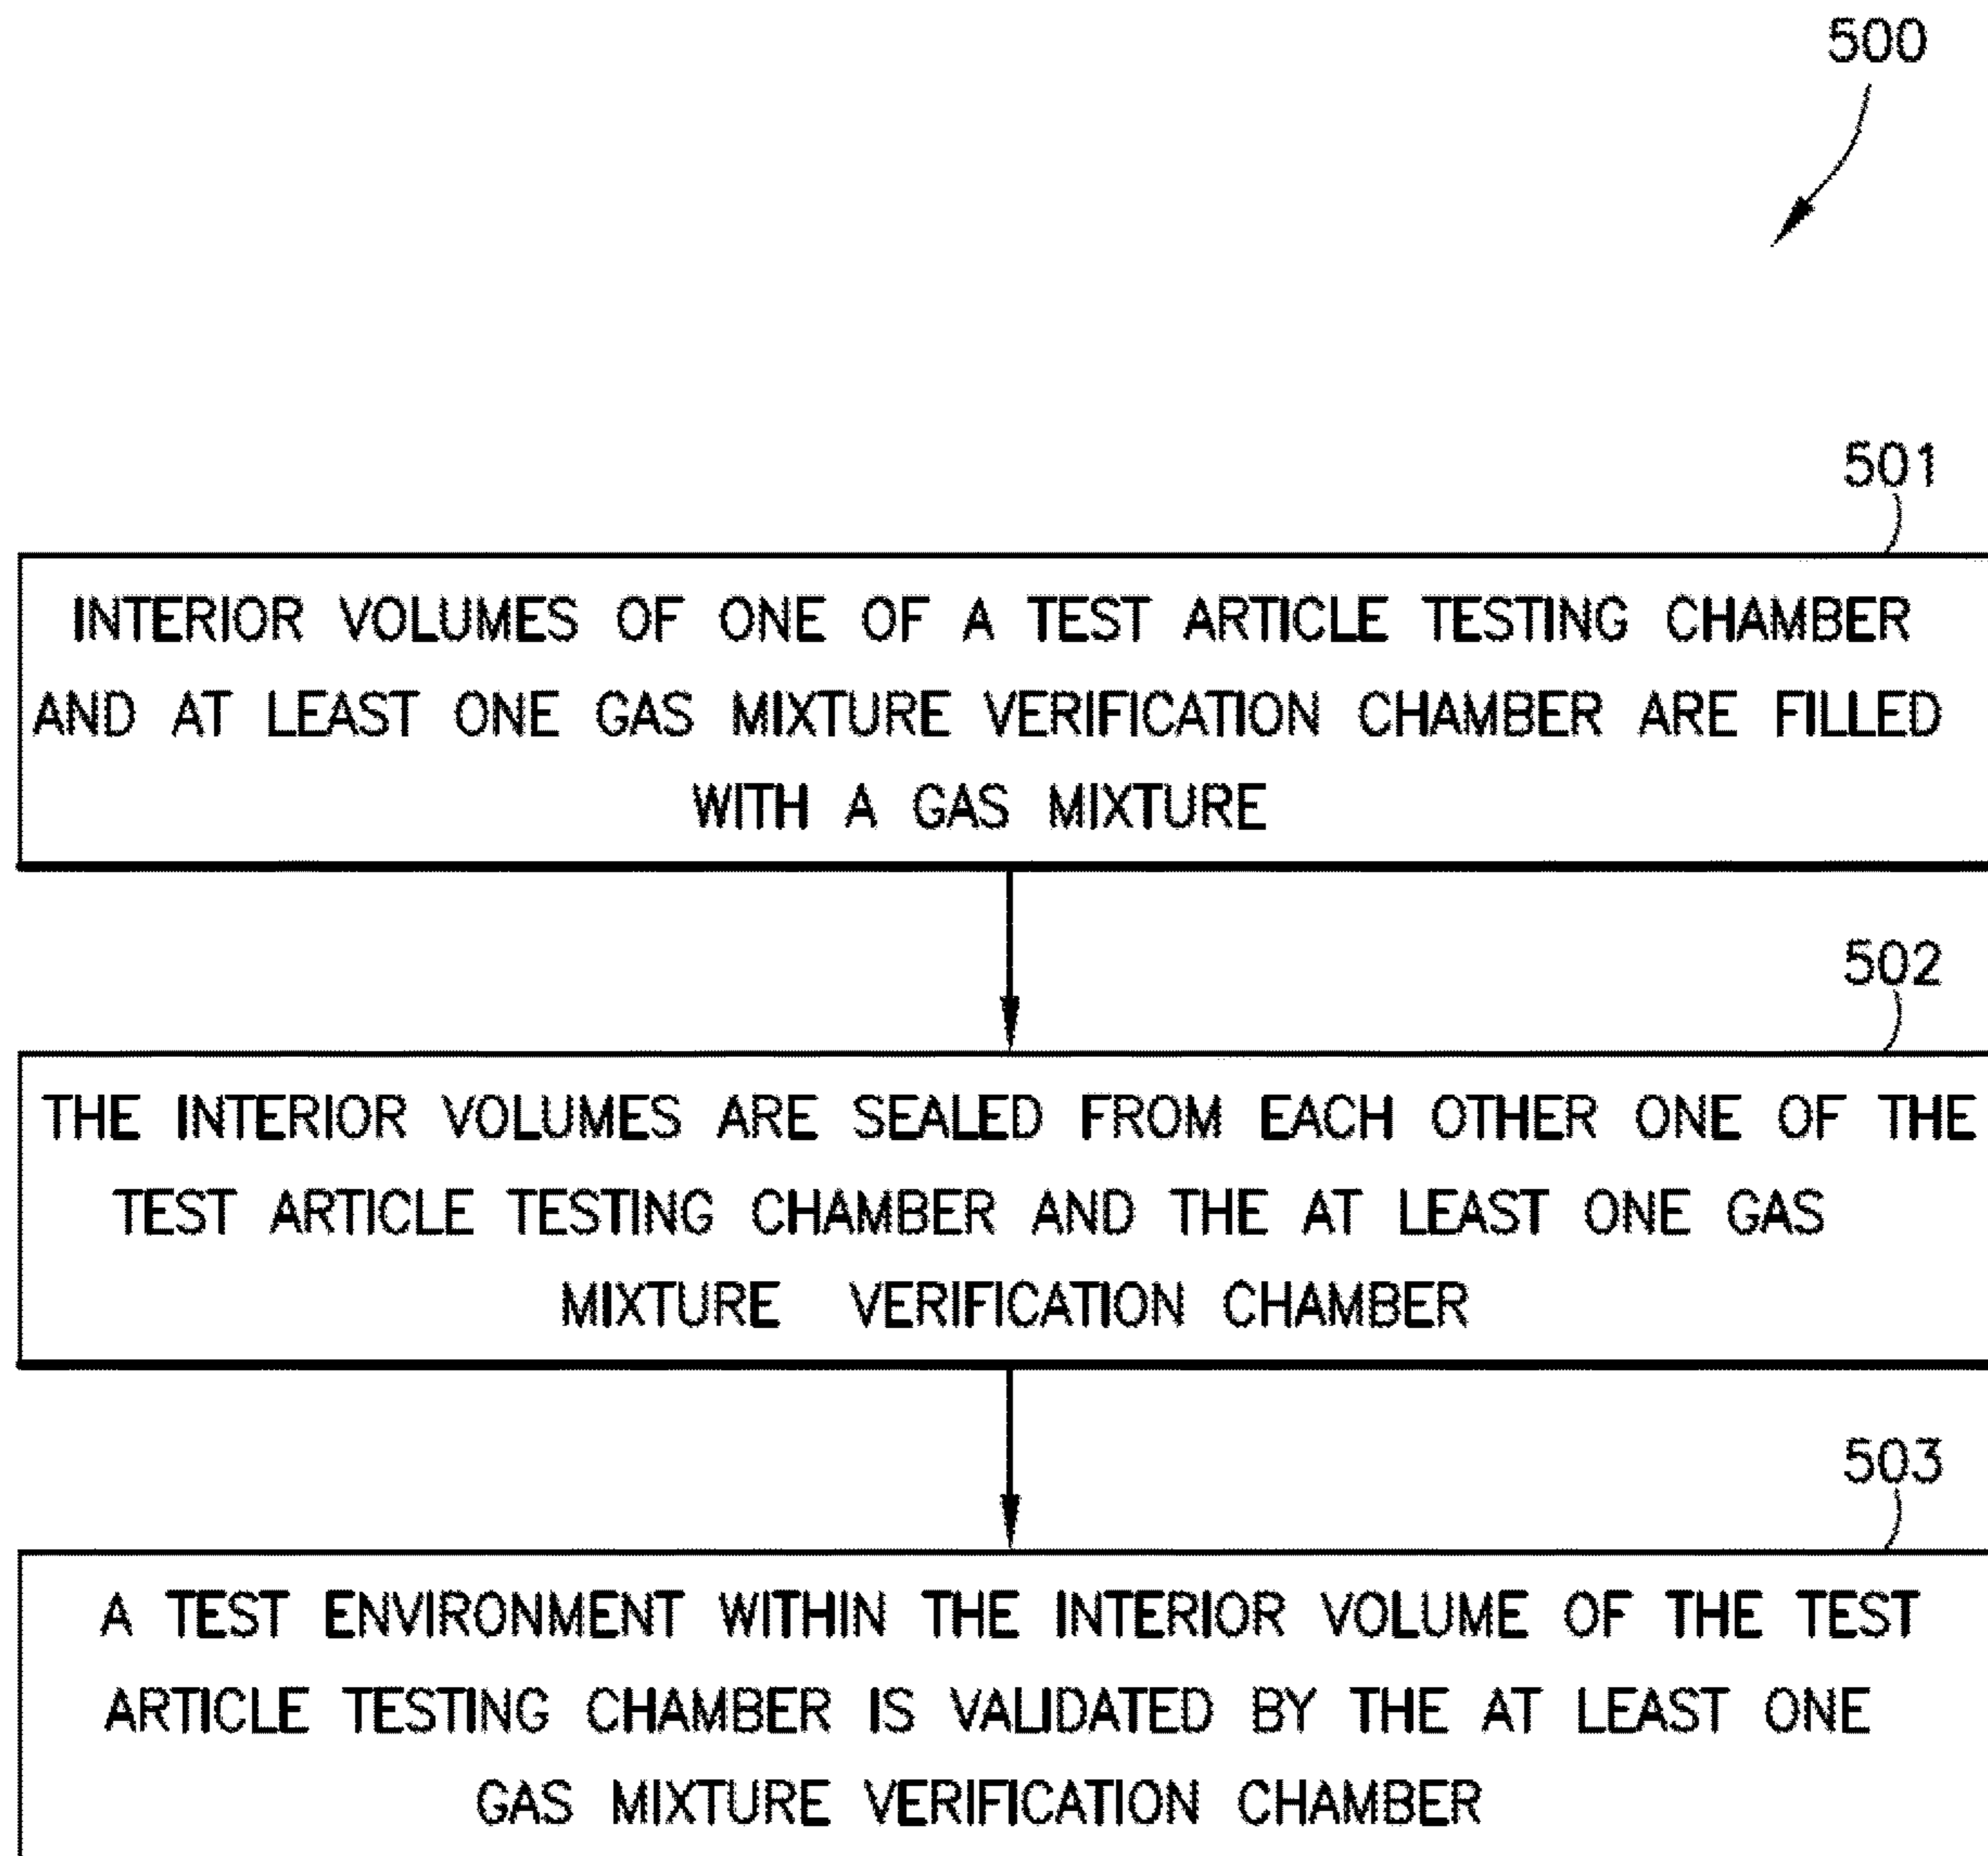 500
501
INTERIOR VOLUMES OF ONE OF A TEST ARTICLE TESTING CHAMBER
AND AT LEAST ONE GAS MIXTURE VERIFICATION CHAMBER ARE FILLED
WITH A GAS MIXTURE
502
THE INTERIOR VOLUMES ARE SEALED FROM EACH OTHER ONE OF THE
TEST ARTICLE TESTING CHAMBER AND THE AT LEAST ONE GAS
MIXTURE VERIFICATION CHAMBER
503
A TEST ENVIRONMENT WITHIN THE INTERIOR VOLUME OF THE TEST
ARTICLE TESTING CHAMBER IS VALIDATED BY THE AT LEAST ONE
GAS MIXTURE VERIFICATION CHAMBER